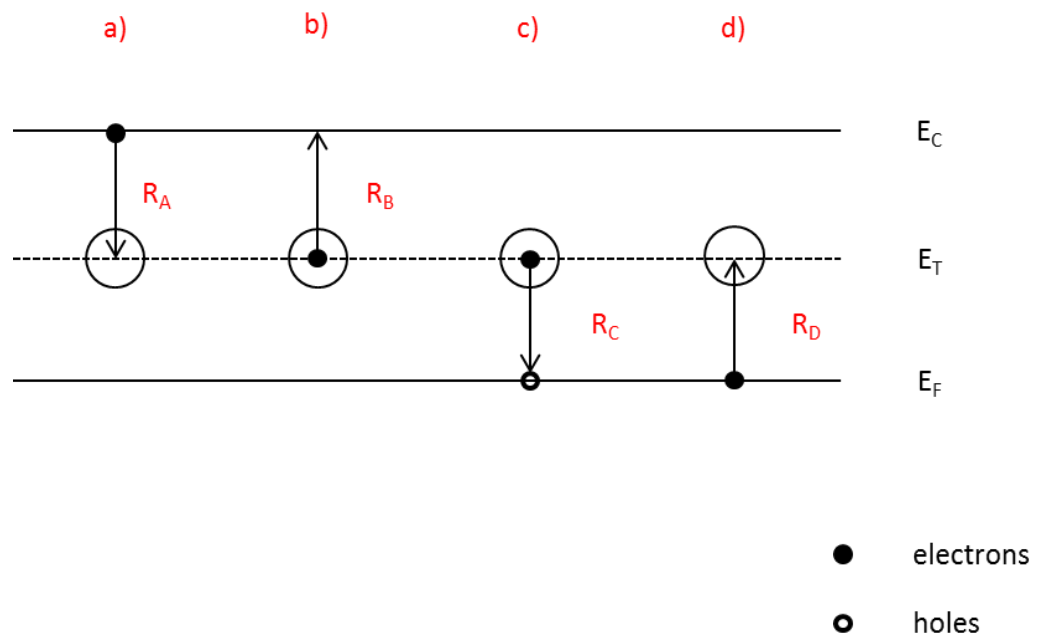 a) b) c) d)
E_C
R_A R_B
E_T
R_C R_D
E_F
electrons
holes